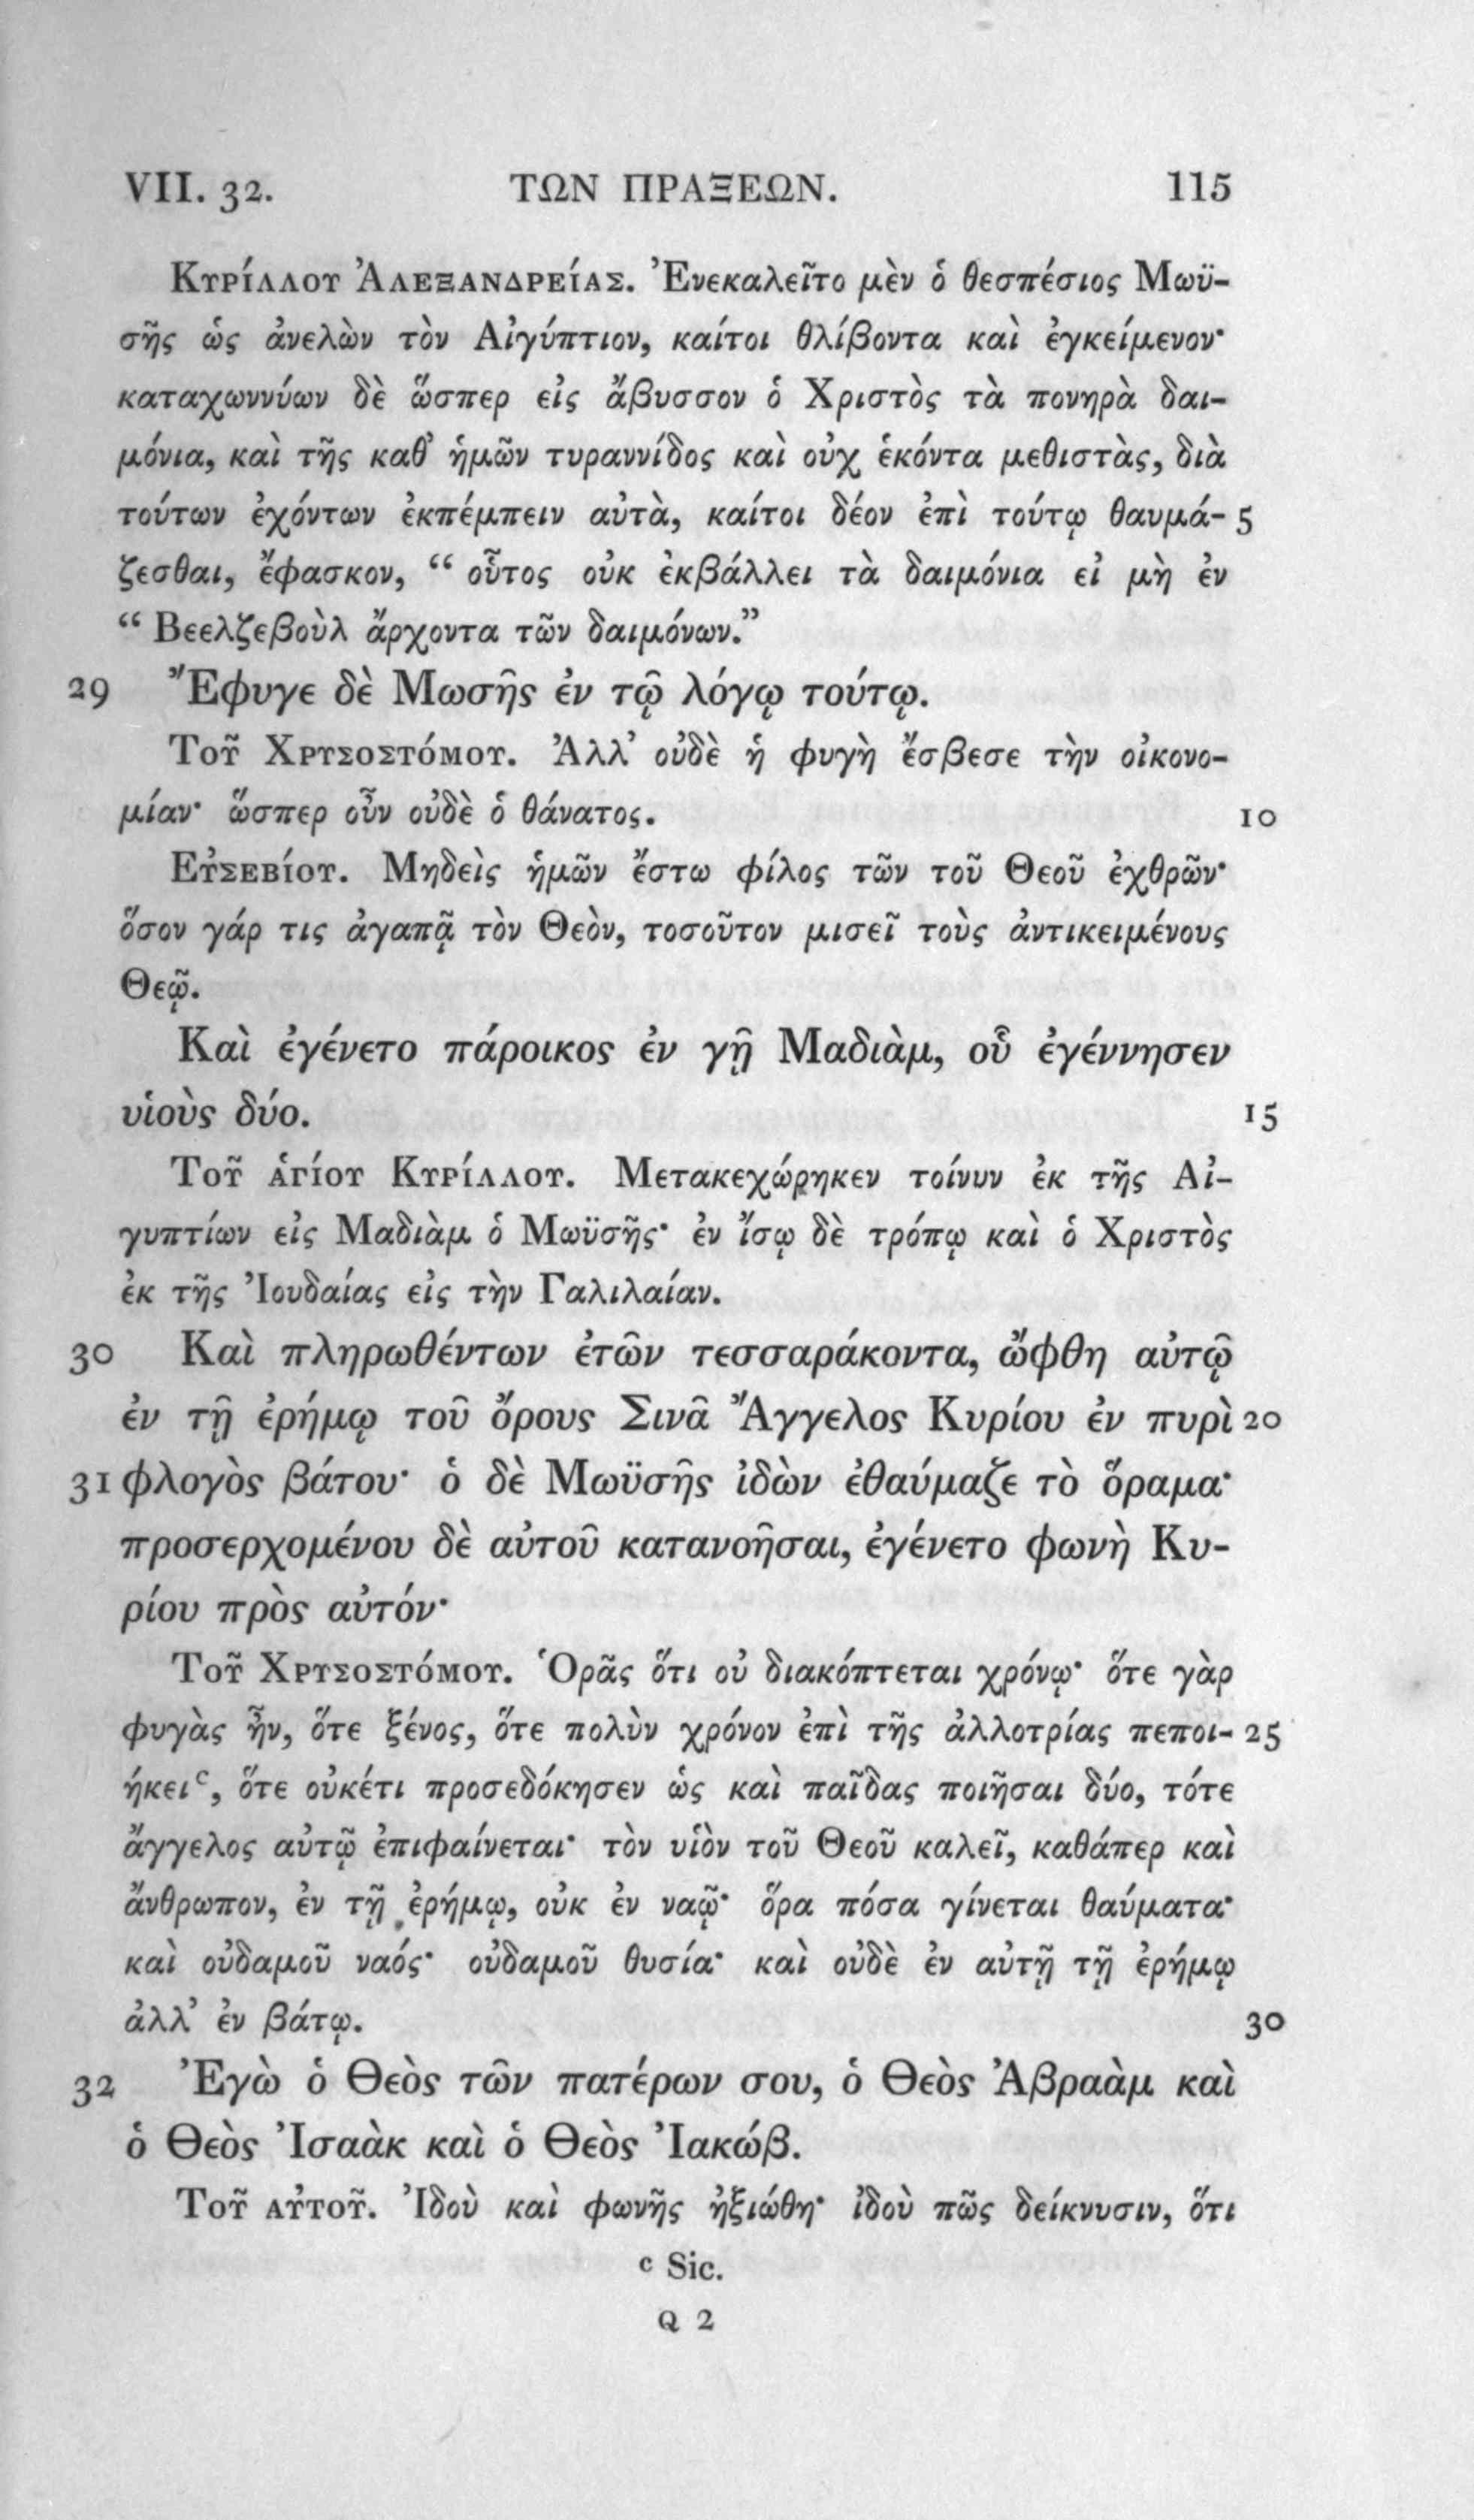 VII. 32. ΤΩΝ ΠΡΑΞΕΩΝ. 115
ΚΥΡΊΛΛΟΥ ἈΛΕΞΑΝΔΡΕΊΑΣ. Ἐνεκαλεῖτο μὲν ὁ θεσπέσιος Μωϋ-
σῆς ὡς ἀνελὼν τὸν Αἰγύπτιον, καίτοι θλίβοντα καὶ ἐγκείμενον·
καταχωννύων δὲ ὥσπερ εἰς ἄβυσσον ὁ Χριστὸς τὰ πονηρὰ δαι-
μόνια, καὶ τῆς καθ’ ἡμῶν τυραννίδος καὶ οὐχ ἑκόντα μεθιστὰς, διὰ
τούτων ἐχόντων ἐκπέμπειν αὐτὰ, καίτοι δέον ἐπὶ τούτῳ θαυμά- 5
ζεσθαι, ἔφασκον, “ οὗτος οὐκ ἐκβάλλει τὰ δαιμόνια εἰ μὴ ἐν
“ Βεελζεβοὺλ ἄρχοντα τῶν δαιμόνων.”
29 Ἔφυγε δὲ Μωσῆς ἐν τῷ λόγῳ τούτῳ.
ΤΟΥ͂ ΧΡΥΣΟΣΤΌΜΟΥ. Ἀλλ’ οὐδὲ ἡ φυγὴ ἔσβεσε τὴν οἰκονο-
μίαν· ὥσπερ οὖν οὐδὲ ὁ θάνατος. 10
ΕΥ̓ΣΕΒΊΟΥ. Μηδεὶς ἡμῶν ἔστω φίλος τῶν τοῦ Θεοῦ ἐχθρῶν·
ὅσον γάρ τις ἀγαπᾷ τὸν Θεὸν, τοσοῦτον μισεῖ τοὺς ἀντικειμένους
Θεῷ.
Καὶ ἐγένετο πάροικος ἐν γῇ Μαδιὰμ, οὗ ἐγέννησεν
υἱοὺς δύο. 15
ΤΟΥ͂ ἉΓΊΟΥ ΚΥΡΊΛΛΟΥ. Μετακεχώρηκεν τοίνυν ἐκ τῆς Αἰ-
γυπτίων εἰς Μαδιὰμ ὁ Μωϋσῆς· ἐν ἴσῳ δὲ τρόπῳ καὶ ὁ Χριστὸς
ἐκ τῆς Ἰουδαίας εἰς τὴν Γαλιλαίαν.
30 Καὶ πληρωθέντων ἐτῶν τεσσαράκοντα, ὤφθη αὐτῷ
ἐν τῇ ἐρήμῳ τοῦ ὄρους Σινᾶ Ἄγγελος Κυρίου ἐν πυρὶ 20
31 φλογὸς βάτου· ὁ δὲ Μωϋσῆς ἰδὼν ἐθαύμαζε τὸ ὅραμα·
προσερχομένου δὲ αὐτοῦ κατανοῆσαι, ἐγένετο φωνὴ Κυ-
ρίου πρὸς αὐτόν·
ΤΟΥ͂ ΧΡΥΣΟΣΤΌΜΟΥ. Ὁρᾷς ὅτι οὐ διακόπτεται χρόνῳ· ὅτε γὰρ
φυγὰς ἦν, ὅτε ξένος, ὅτε πολὺν χρόνον ἐπὶ τῆς ἀλλοτρίας πεποι- 25
ήκειᶜ, ὅτε οὐκέτι προσεδόκησεν ὡς καὶ παῖδας ποιῆσαι δύο, τότε
ἄγγελος αὐτῷ ἐπιφαίνεται· τὸν υἱὸν τοῦ Θεοῦ καλεῖ, καθάπερ καὶ
ἄνθρωπον, ἐν τῇ ἐρήμῳ, οὐκ ἐν ναῷ· ὅρα πόσα γίνεται θαύματα·
καὶ οὐδαμοῦ ναός· οὐδαμοῦ θυσία· καὶ οὐδὲ ἐν αὐτῇ τῇ ἐρήμῳ
ἀλλ’ ἐν βάτῳ. 30
32 Ἐγὼ ὁ Θεὸς τῶν πατέρων σου, ὁ Θεὸς Ἀβραὰμ καὶ
ὁ Θεὸς Ἰσαὰκ καὶ ὁ Θεὸς Ἰακώβ.
ΤΟΥ͂ ΑΥ̓ΤΟΥ͂. Ἰδοὺ καὶ φωνῆς ἠξιώθη· ἰδοὺ πῶς δείκνυσιν, ὅτι
ᶜ Sic.
Q 2